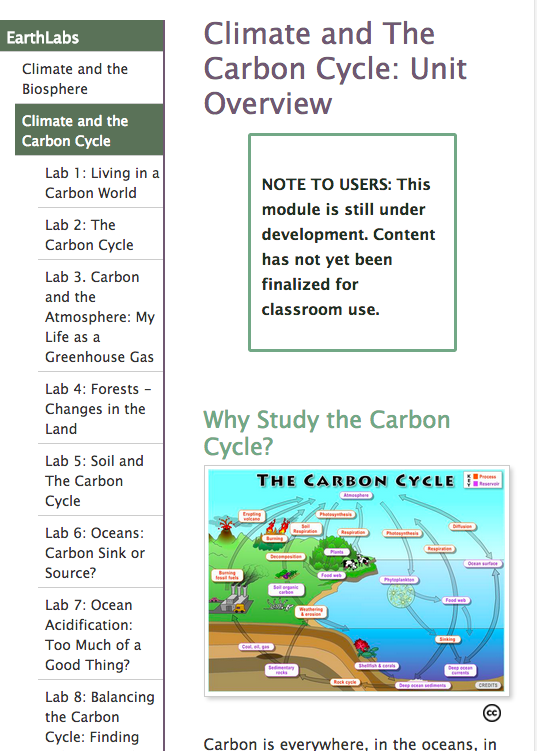 EarthLabs
Climate and the
Biosphere
Climate and the
Carbon Cycle
Lab 1: Living in a
Carbon World
Lab 2: The
Carbon Cycle
Lab 3. Carbon
and the
Atmosphere: My
Life as a
Greenhouse Gas
Lab 4: Forests –
Changes in the
Land
Lab 5: Soil and
The Carbon
Cycle
Lab 6: Oceans:
Carbon Sink or
Source?
Lab 7: Ocean
Acidification:
Too Much of a
Good Thing?
Lab 8: Balancing
the Carbon
Cycle: Finding
Climate and The
Carbon Cycle: Unit
Overview
NOTE TO USERS: This
module is still under
development. Content
has not yet been
finalized for
classroom use.
Why Study the Carbon
Cycle?
THE CARBON CYCLE
KEY
Process
Reservoir
Atmosphere
Erupting
volcano
Photosynthesis
Soil
Respiration
Burning
Respiration
Photosynthesis
Diffusion
Respiration
Plants
Decomposition
Ocean surface
Burning
fossil fuels
Food web
Phytoplankton
Soil organic
carbon
Food web
Weathering
& erosion
Sinking
Coal, oil, gas
Sedimentary
rocks
Shellfish & corals
Deep ocean
currents
Rock cycle
Deep ocean sediments
CREDITS
cc
Carbon is everywhere, in the oceans, in